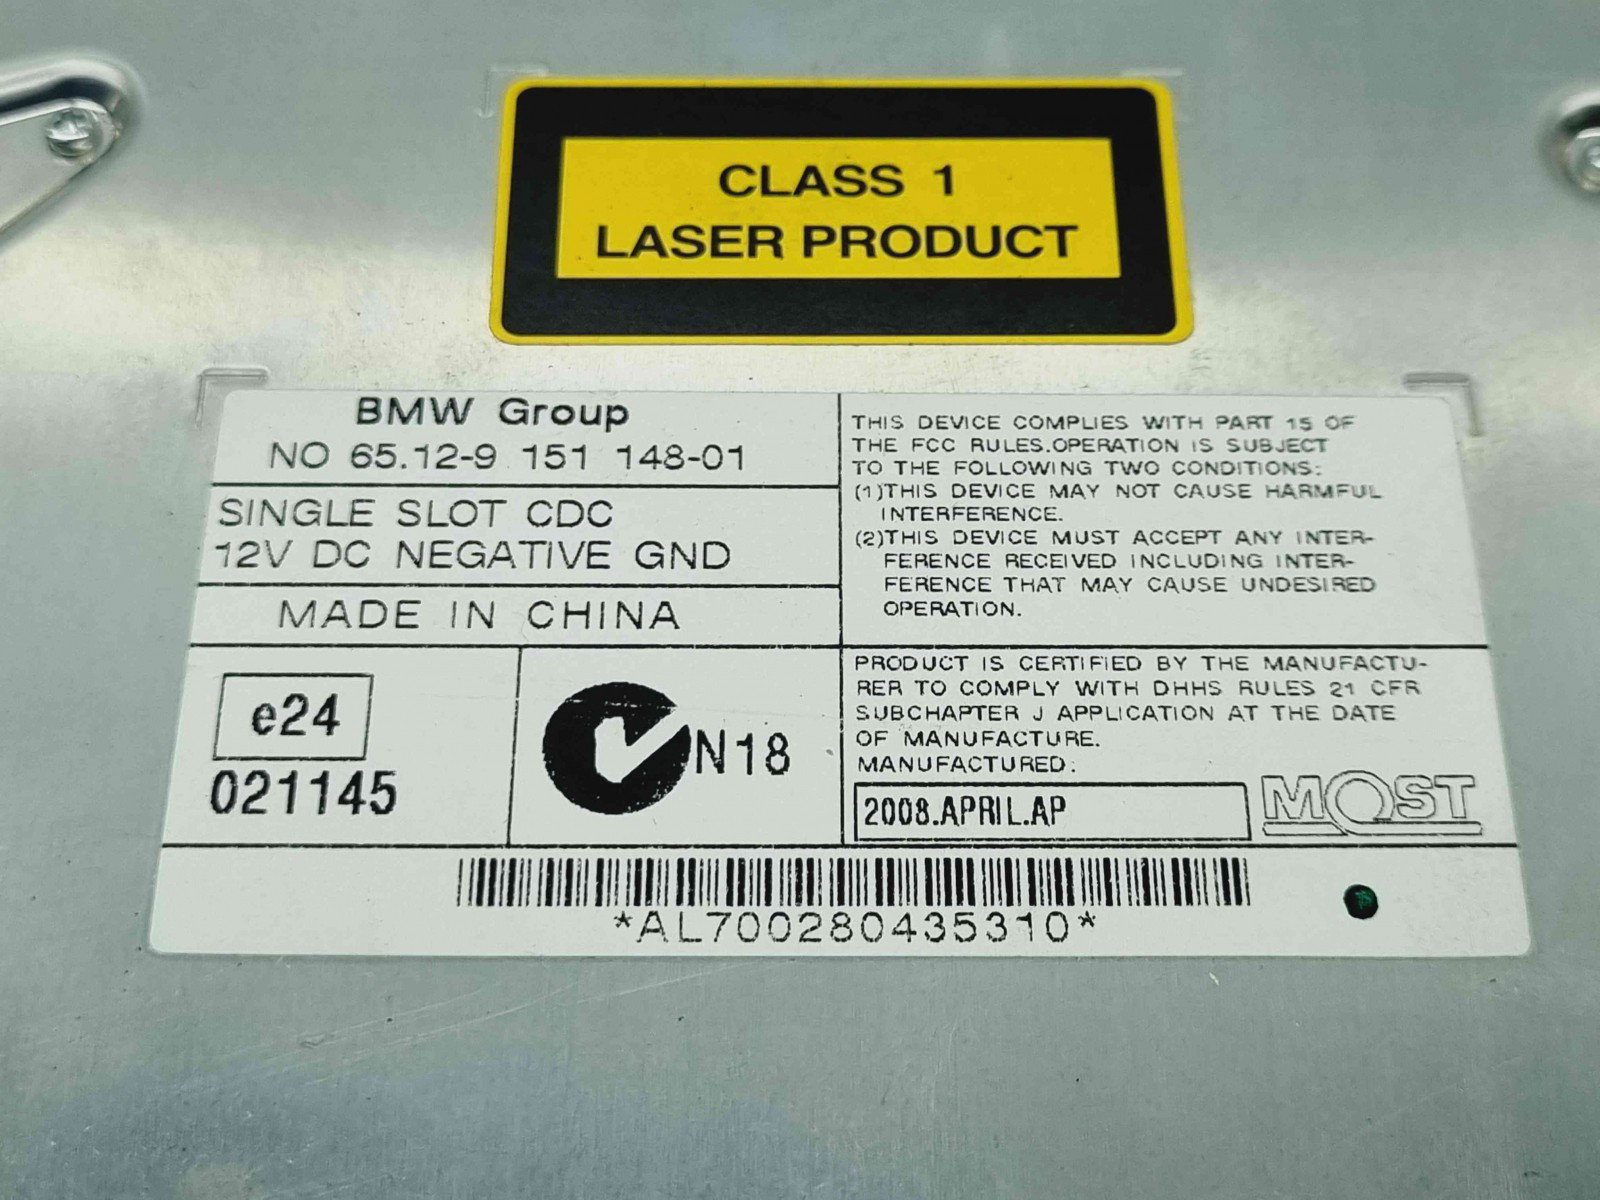 CLASS 1
LASER PRODUCT
BMW Group
NO 65.12-9 151 148-01
SINGLE SLOT CDC
12V DC NEGATIVE GND
MADE IN CHINA
e24
021145
N18
THIS DEVICE COMPLIES WITH PART 15 OF
THE FCC RULES.OPERATION IS SUBJECT
TO THE FOLLOWING TWO CONDITIONS:
(1)THIS DEVICE MAY NOT CAUSE HARMFUL
INTERFERENCE.
(2)THIS DEVICE MUST ACCEPT ANY INTER-
FERENCE RECEIVED INCLUDING INTER-
FERENCE THAT MAY CAUSE UNDESIRED
OPERATION.
PRODUCT IS CERTIFIED BY THE MANUFACTU-
RER TO COMPLY WITH DHHS RULES 21 CFR
SUBCHAPTER J APPLICATION AT THE DATE
OF MANUFACTURE.
MANUFACTURED:
2008.APRIL.AP
MOST
*AL700280435310*